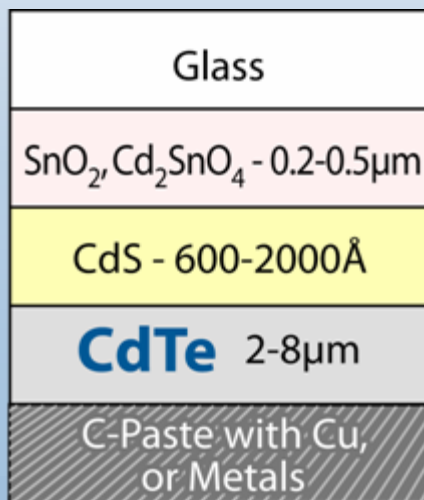 Glass
SnO₂, Cd₂SnO₄ - 0.2-0.5μm
CdS - 600-2000Å
CdTe 2-8μm
C-Paste with Cu,
or Metals